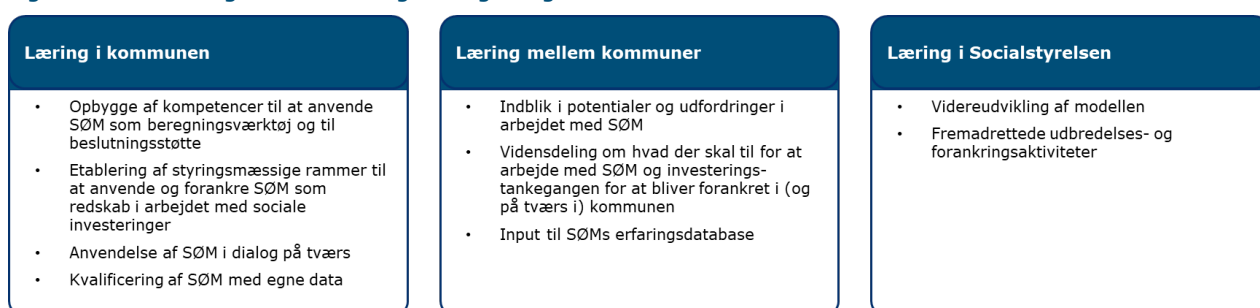 Læring i kommunen
• Opbygge af kompetencer til at anvende
SØM som beregningsværktøj og til
beslutningsstøtte
• Etablering af styringsmæssige rammer til
at anvende og forankre SØM som
redskab i arbejdet med sociale
investeringer
• Anvendelse af SØM i dialog på tværs
• Kvalificering af SØM med egne data
Læring mellem kommuner
• Indblik i potentialer og udfordringer i
arbejdet med SØM
• Vidensdeling om hvad der skal til for at
arbejde med SØM og investerings-
tankegangen for at bliver forankret i (og
på tværs i) kommunen
• Input til SØMs erfaringsdatabase
Læring i Socialstyrelsen
• Videreudvikling af modellen
• Fremadrettede udbredelses- og
forankringsaktiviteter